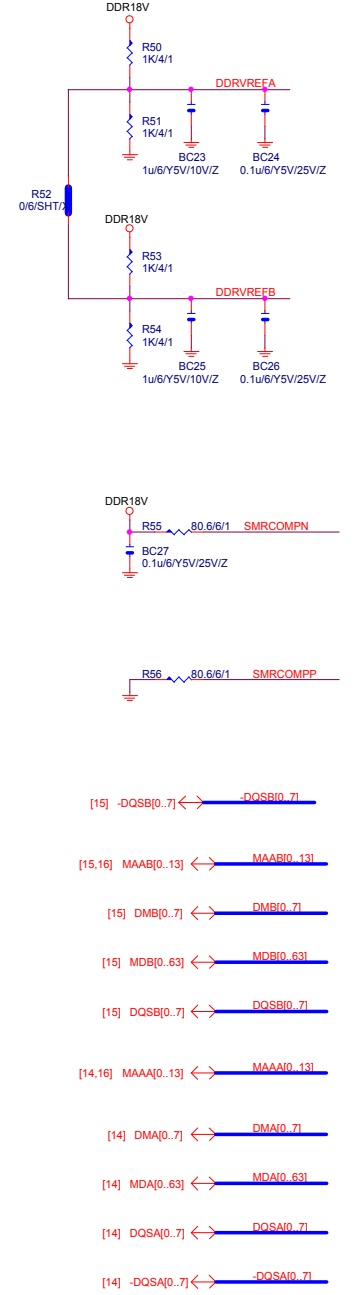 DDR18V
R50
1K/4/1
DDRVREFA
R51
1K/4/1
BC23
1u/6/Y5V/10V/Z
BC24
0.1u/6/Y5V/25V/Z
R52
0/6/SHT/X
DDR18V
R53
1K/4/1
DDRVREFB
R54
1K/4/1
BC25
1u/6/Y5V/10V/Z
BC26
0.1u/6/Y5V/25V/Z
DDR18V
R55 80.6/6/1 SMRCOMPN
BC27
0.1u/6/Y5V/25V/Z
R56 80.6/6/1 SMRCOMPP
[15] -DQSB[0..7] -DQSB[0..7]
[15,16] MAAB[0..13] MAAB[0..13]
[15] DMB[0..7] DMB[0..7]
[15] MDB[0..63] MDB[0..63]
[15] DQSB[0..7] DQSB[0..7]
[14,16] MAAA[0..13] MAAA[0..13]
[14] DMA[0..7] DMA[0..7]
[14] MDA[0..63] MDA[0..63]
[14] DQSA[0..7] DQSA[0..7]
[14] -DQSA[0..7] -DQSA[0..7]